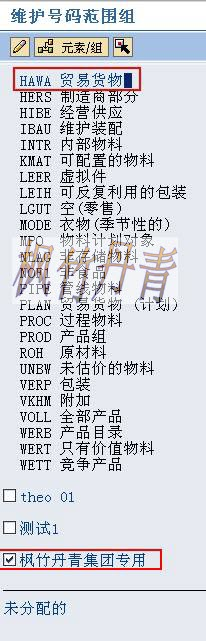 维护号码范围组
元素/组
HAWA 贸易货物
HERS 制造商部分
HIBE 经营供应
IBAU 维护装配
INTR 内部物料
KMAT 可配置的物料
LEER 虚拟件
LEIH 可反复利用的包装
LGUT 空(零售)
MODE 衣物(季节性的)
MPO 物料计划对象
NLAG 非存储物料
NOF1 非食品
PIPE 管线物料
PLAN 贸易货物 (计划)
PROC 过程物料
PROD 产品组
ROH 原材料
UNBW 未估价的物料
VERP 包装
VKHM 附加
VOLL 全部产品
WERB 产品目录
WERT 只有价值物料
WETT 竞争产品
枫竹丹青
theo 01
测试1
枫竹丹青集团专用
未分配的